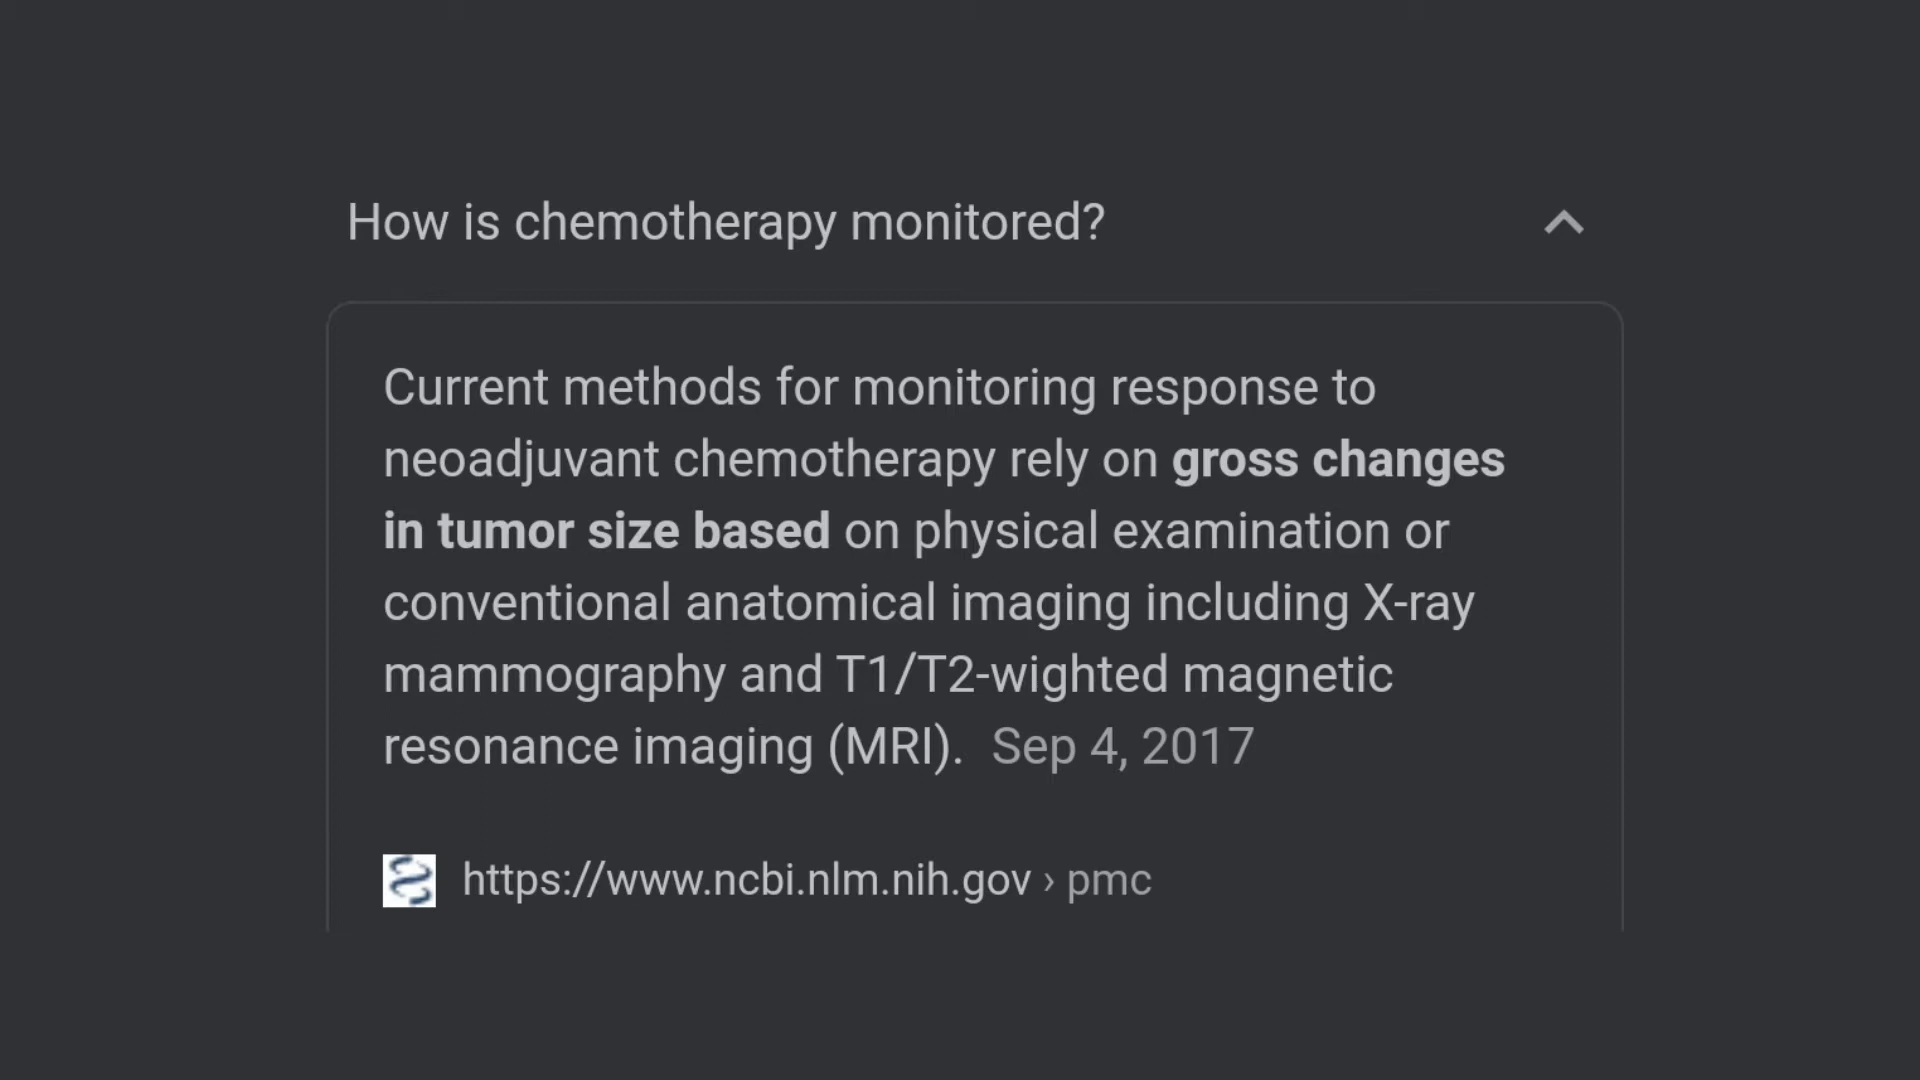 How is chemotherapy monitored?
Current methods for monitoring response to
neoadjuvant chemotherapy rely on gross changes
in tumor size based on physical examination or
conventional anatomical imaging including X-ray
mammography and T1/T2-wighted magnetic
resonance imaging (MRI). Sep 4, 2017
https://www.ncbi.nlm.nih.gov › pmc